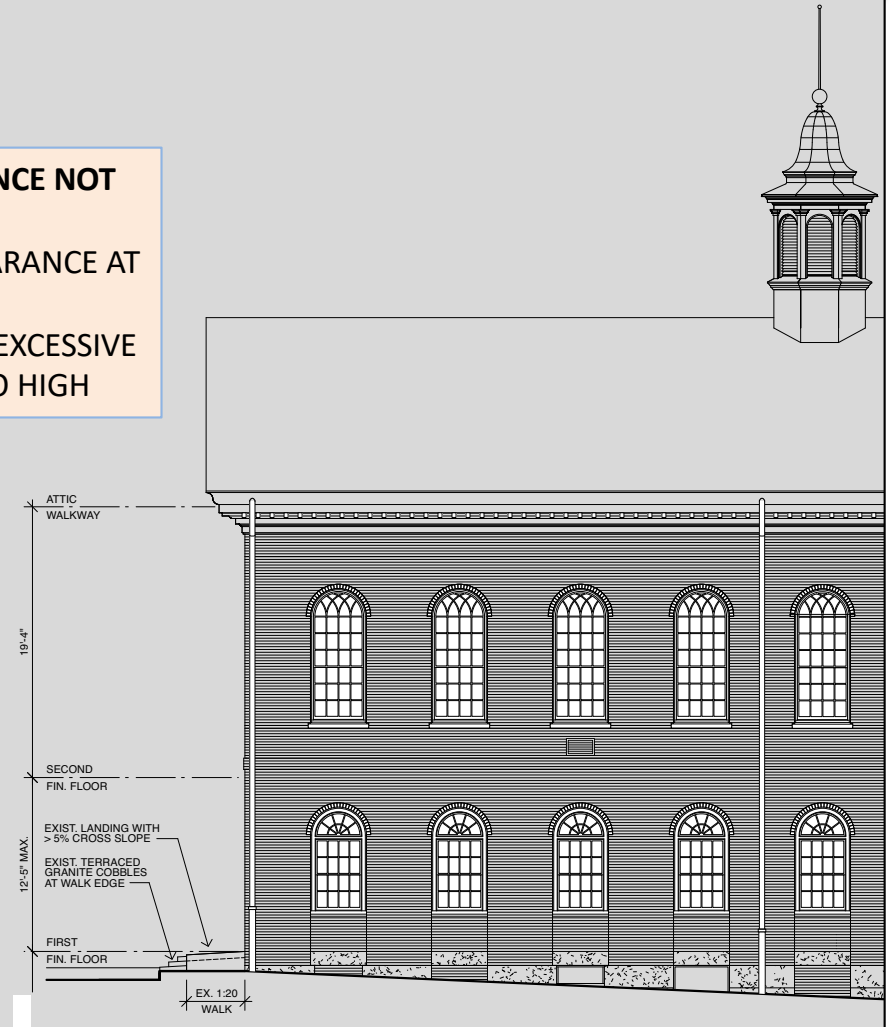 NCE NOT
ARANCE AT
EXCESSIVE
HIGH
ATTIC
WALKWAY
19'-4"
SECOND
FIN. FLOOR
EXIST. LANDING WITH
> 5% CROSS SLOPE
EXIST. TERRACED
GRANITE COBBLES
AT WALK EDGE
12'-5" MAX.
FIRST
FIN. FLOOR
EX. 1:20
WALK